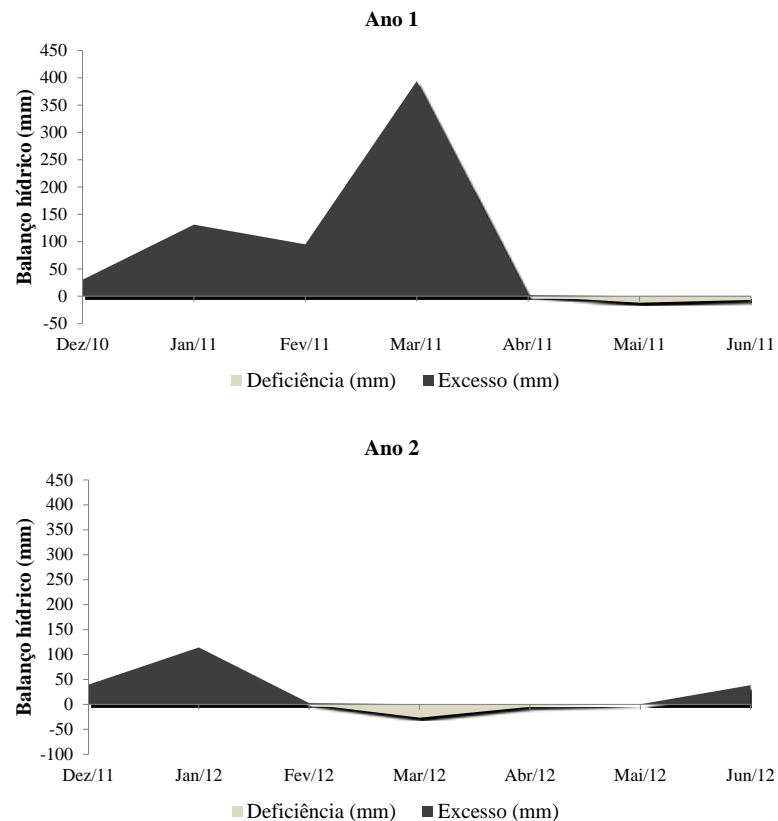 Ano 1
Balanço hídrico (mm)
450
400
350
300
250
200
150
100
50
0
-50
Dez/10 Jan/11 Fev/11 Mar/11 Abr/11 Mai/11 Jun/11
Deficiência (mm) Excesso (mm)
Ano 2
Balanço hídrico (mm)
450
400
350
300
250
200
150
100
50
0
-50
-100
Dez/11 Jan/12 Fev/12 Mar/12 Abr/12 Mai/12 Jun/12
Deficiência (mm) Excesso (mm)